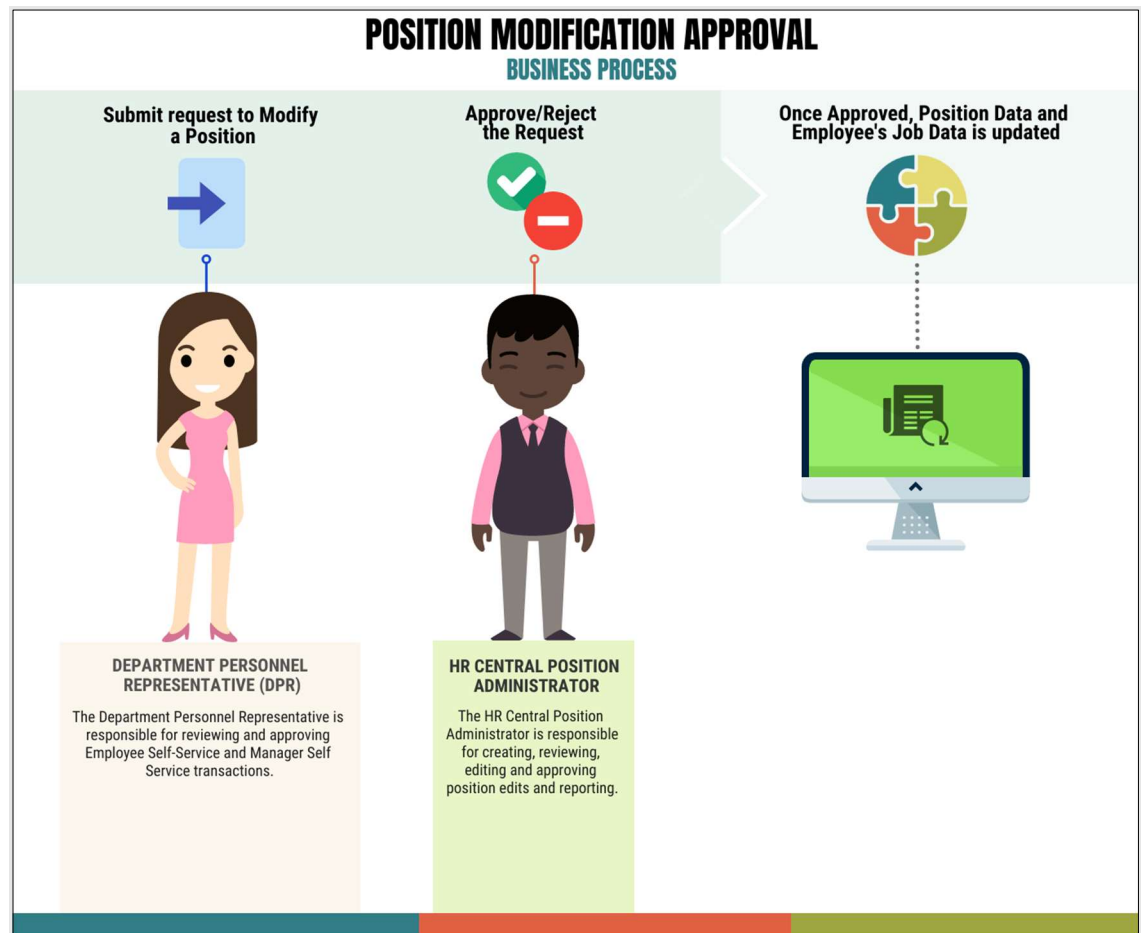 POSITION MODIFICATION APPROVAL
BUSINESS PROCESS
Submit request to Modify
a Position
Approve/Reject
the Request
Once Approved, Position Data and
Employee's Job Data is updated
DEPARTMENT PERSONNEL
REPRESENTATIVE (DPR)
The Department Personnel Representative is
responsible for reviewing and approving
Employee Self-Service and Manager Self
Service transactions.
HR CENTRAL POSITION
ADMINISTRATOR
The HR Central Position
Administrator is responsible
for creating, reviewing,
editing and approving
position edits and reporting.